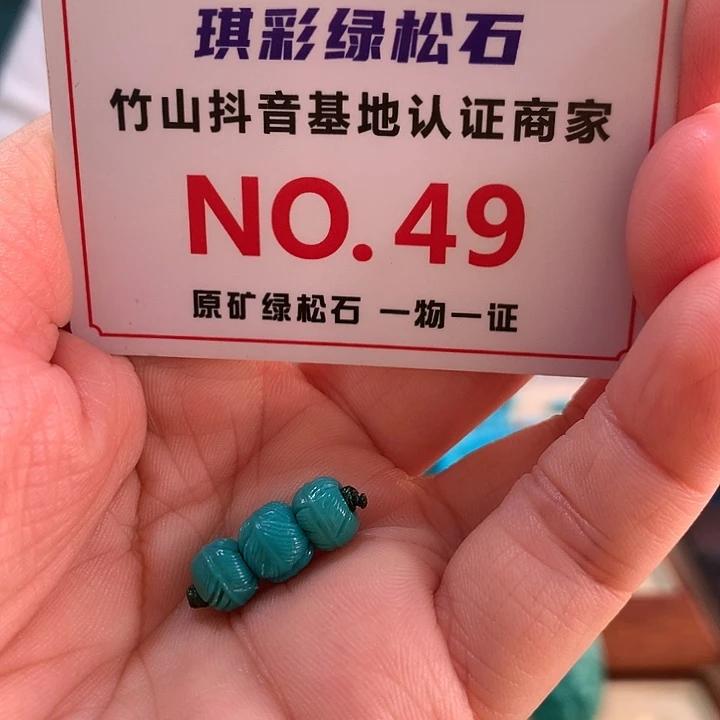 琪彩绿松石
竹山抖音基地认证商家
NO. 49
原矿绿松石 一物一证